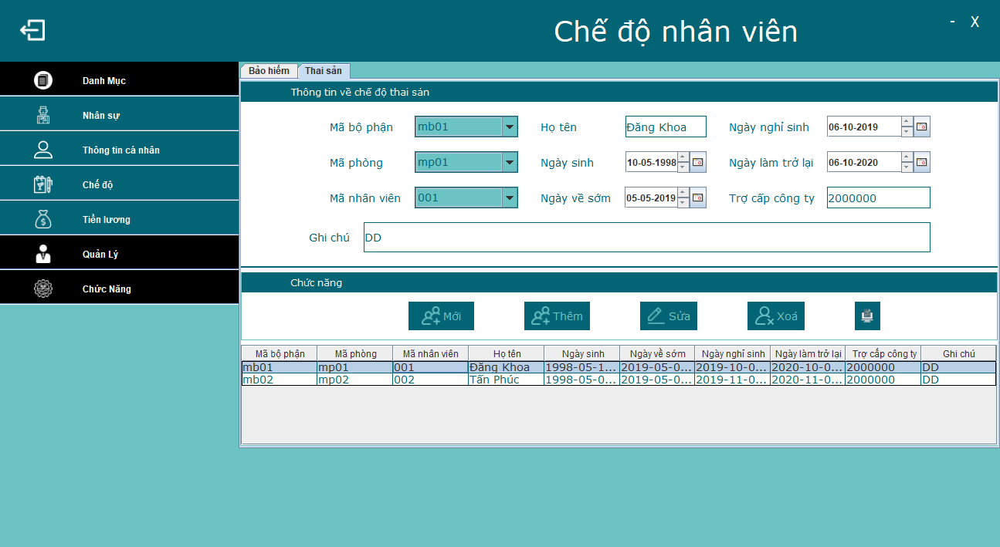 Chế độ nhân viên
- X
Danh Mục
Nhân sự
Thông tin cá nhân
Chế độ
Tiền lương
Quản Lý
Chức Năng
Bảo hiểm Thai sản
Thông tin về chế độ thai sản
Mã bộ phận mb01 Họ tên Đăng Khoa Ngày nghỉ sinh 06-10-2019
Mã phòng mp01 Ngày sinh 10-05-1998 Ngày làm trở lại 06-10-2020
Mã nhân viên 001 Ngày về sớm 05-05-2019 Trợ cấp công ty 2000000
Ghi chú DD
Chức năng
Mới Thêm Sửa Xoá
Mã bộ phận Mã phòng Mã nhân viên Họ tên Ngày sinh Ngày về sớm Ngày nghỉ sinh Ngày làm trở lại Trợ cấp công ty Ghi chú
mb01 mp01 001 Đăng Khoa 1998-05-1... 2019-05-0... 2019-10-0... 2020-10-0... 2000000 DD
mb02 mp02 002 Tấn Phúc 1998-05-0... 2019-05-0... 2019-11-0... 2020-11-0... 2000000 DD